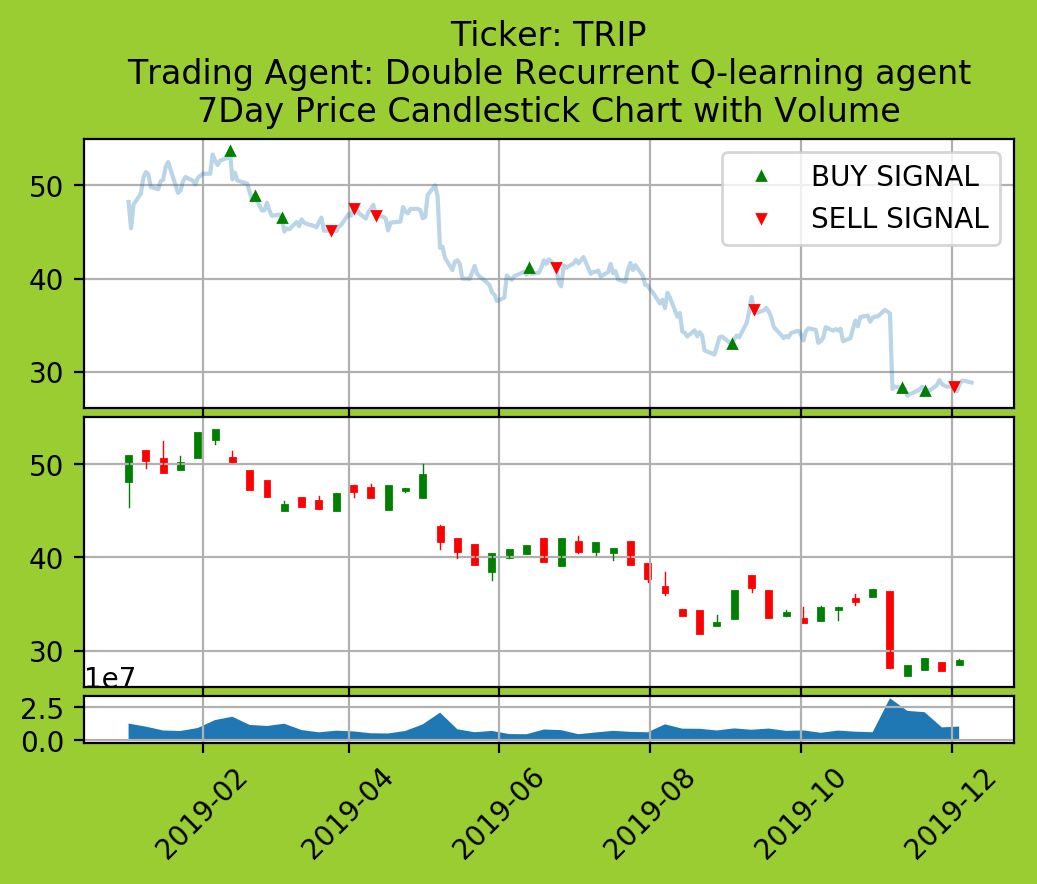 Ticker: TRIP
Trading Agent: Double Recurrent Q-learning agent
7Day Price Candlestick Chart with Volume
BUY SIGNAL
SELL SIGNAL
50
40
30
50
40
30
1e7
2.5
0.0
2019-02
2019-04
2019-06
2019-08
2019-10
2019-12